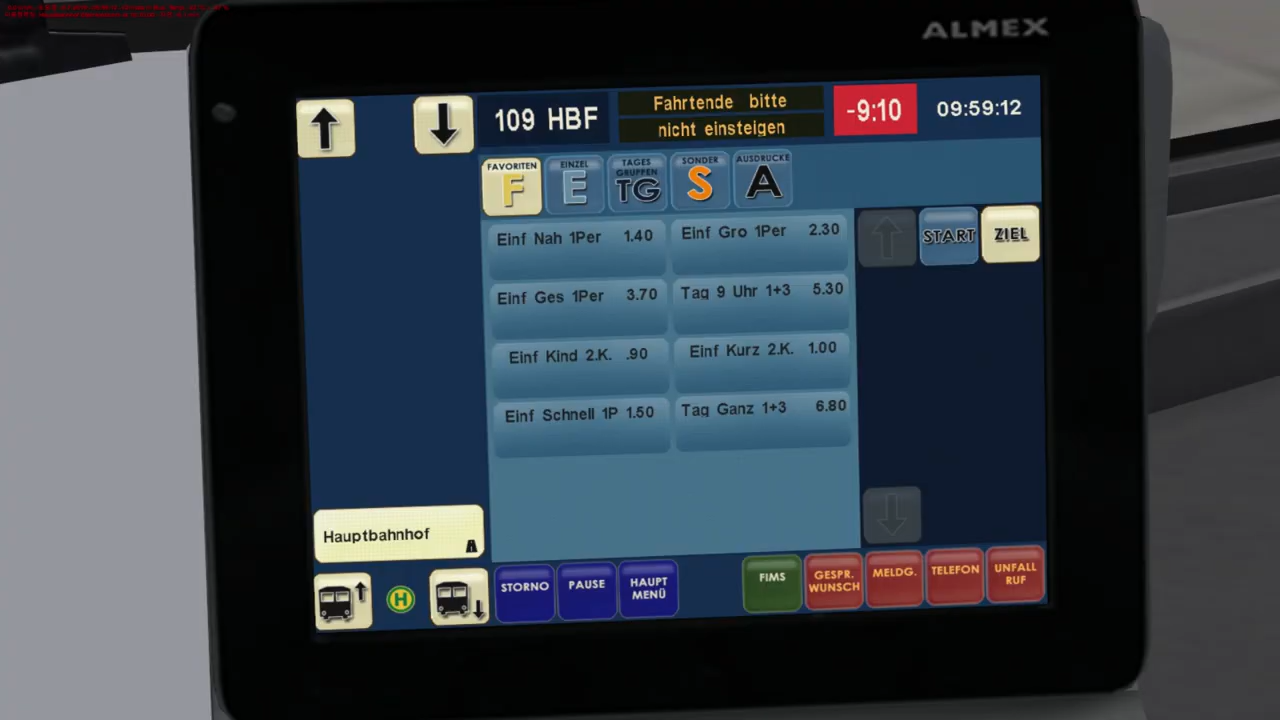 ALMEX
109 HBF
Fahrtende bitte
nicht einsteigen
-9:10
09:59:12
FAVORITEN
F
EINZEL
E
TAGES
GRUPPEN
TG
SONDER
S
AUSDRUCKE
A
START
ZIEL
Einf Nah 1Per 1.40
Einf Gro 1Per 2.30
Einf Ges 1Per 3.70
Tag 9 Uhr 1+3 5.30
Einf Kind 2.K. .90
Einf Kurz 2.K. 1.00
Einf Schnell 1P 1.50
Tag Ganz 1+3 6.80
Hauptbahnhof
H
STORNO
PAUSE
HAUPT
MENÜ
FIMS
GESPR.
WUNSCH
MELDG.
TELEFON
UNFALL
RUF